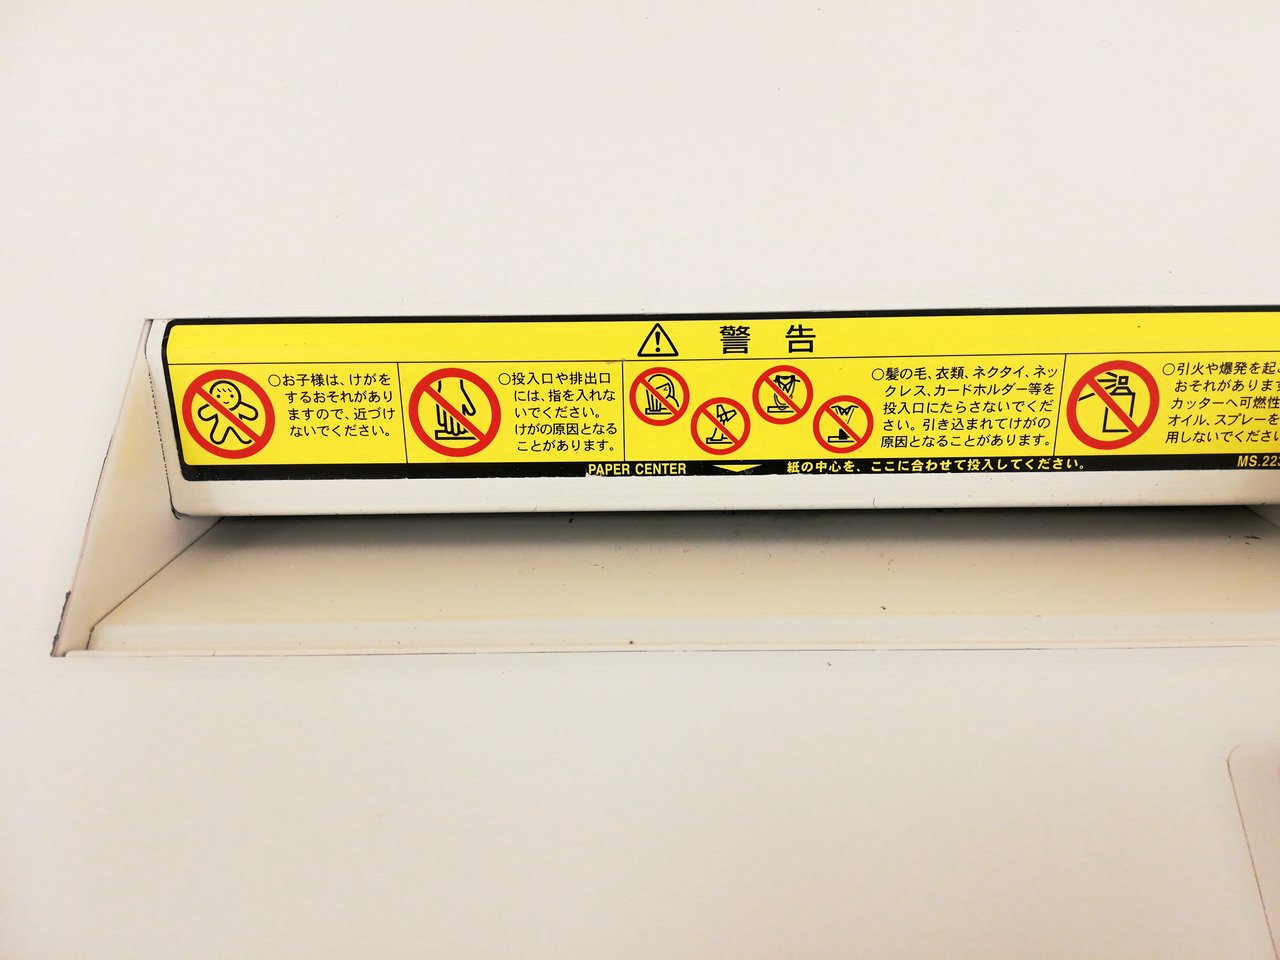 警告
○お子様は、けがを
するおそれがあり
ますので、近づけ
ないでください。
○投入口や排出口
には、指を入れな
いでください。
けがの原因となる
ことがあります。
○髪の毛、衣類、ネクタイ、ネッ
クレス、カードホルダー等を
投入口にたらさないでくだ
さい。引き込まれてけがの
原因となることがあります。
○引火や爆発を起こ
おそれがあります
カッターへ可燃性
オイル、スプレーを
用しないでください
PAPER CENTER
紙の中心を、ここに合わせて投入してください。
MS.223